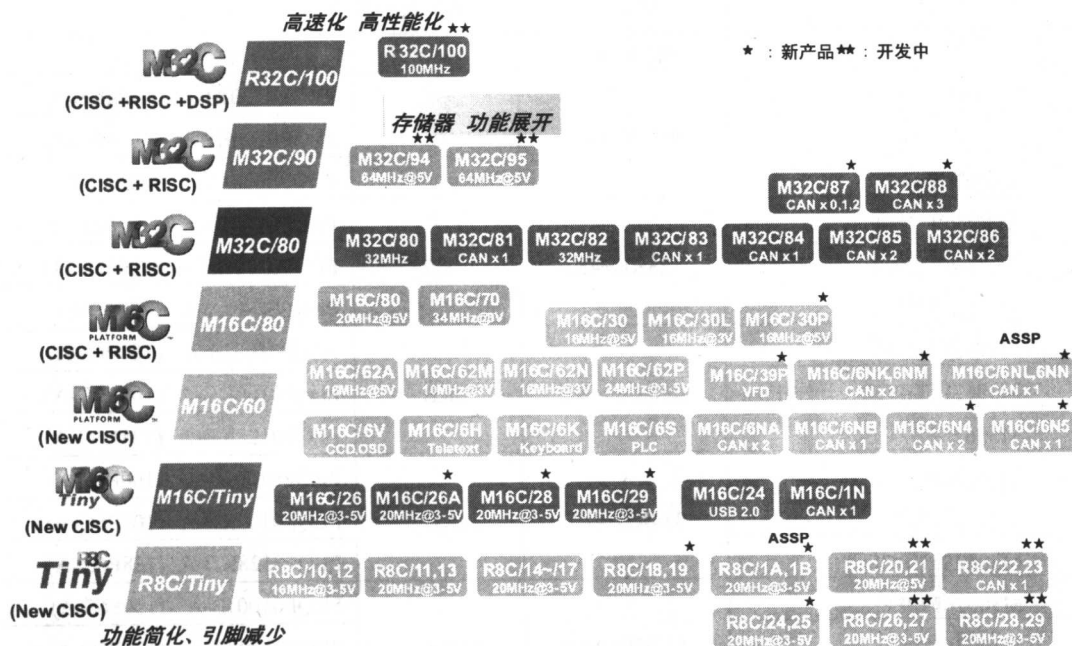 高速化 高性能化
★★
★ : 新产品 ★★ : 开发中
M32C
(CISC +RISC +DSP)
R32C/100
R32C/100
100MHz
存储器 功能展开
M32C
(CISC + RISC)
M32C/90
★★
M32C/94
64MHz@5V
★★
M32C/95
64MHz@5V
★
M32C/87
CAN x 0,1,2
★
M32C/88
CAN x 3
M32C
(CISC + RISC)
M32C/80
M32C/80
32MHz
M32C/81
CAN x 1
M32C/82
32MHz
M32C/83
CAN x 1
M32C/84
CAN x 1
M32C/85
CAN x 2
M32C/86
CAN x 2
M16C
PLATFORM
(CISC + RISC)
M16C/80
M16C/80
20MHz@5V
M16C/70
34MHz@3V
M16C/30
16MHz@5V
M16C/30L
16MHz@3V
★
M16C/30P
16MHz@5V
ASSP
M16C
PLATFORM TM
(New CISC)
M16C/60
M16C/62A
16MHz@5V
M16C/62M
10MHz@3V
M16C/62N
16MHz@3V
M16C/62P
24MHz@3-5V
★
M16C/39P
VFD
★
M16C/6NK,6NM
CAN x 2
★
M16C/6NL,6NN
CAN x 1
M16C/6V
CCD.OSD
M16C/6H
Teletext
M16C/6K
Keyboard
M16C/6S
PLC
M16C/6NA
CAN x 2
M16C/6NB
CAN x 1
★
M16C/6N4
CAN x 2
★
M16C/6N5
CAN x 1
M16C
Tiny
(New CISC)
M16C/Tiny
M16C/26
20MHz@3-5V
★
M16C/26A
20MHz@3-5V
★
M16C/28
20MHz@3-5V
★
M16C/29
20MHz@3-5V
M16C/24
USB 2.0
M16C/1N
CAN x 1
ASSP
R8C
Tiny
(New CISC)
R8C/Tiny
R8C/10,12
16MHz@3-5V
R8C/11,13
20MHz@3-5V
R8C/14~/17
20MHz@3-5V
★
R8C/18,19
20MHz@3-5V
★
R8C/1A,1B
20MHz@3-5V
★★
R8C/20,21
20MHz@5V
★★
R8C/22,23
CAN x 1
★
R8C/24,25
20MHz@3-5V
★★
R8C/26,27
20MHz@3-5V
★★
R8C/28,29
20MHz@3-5V
功能简化、引脚减少